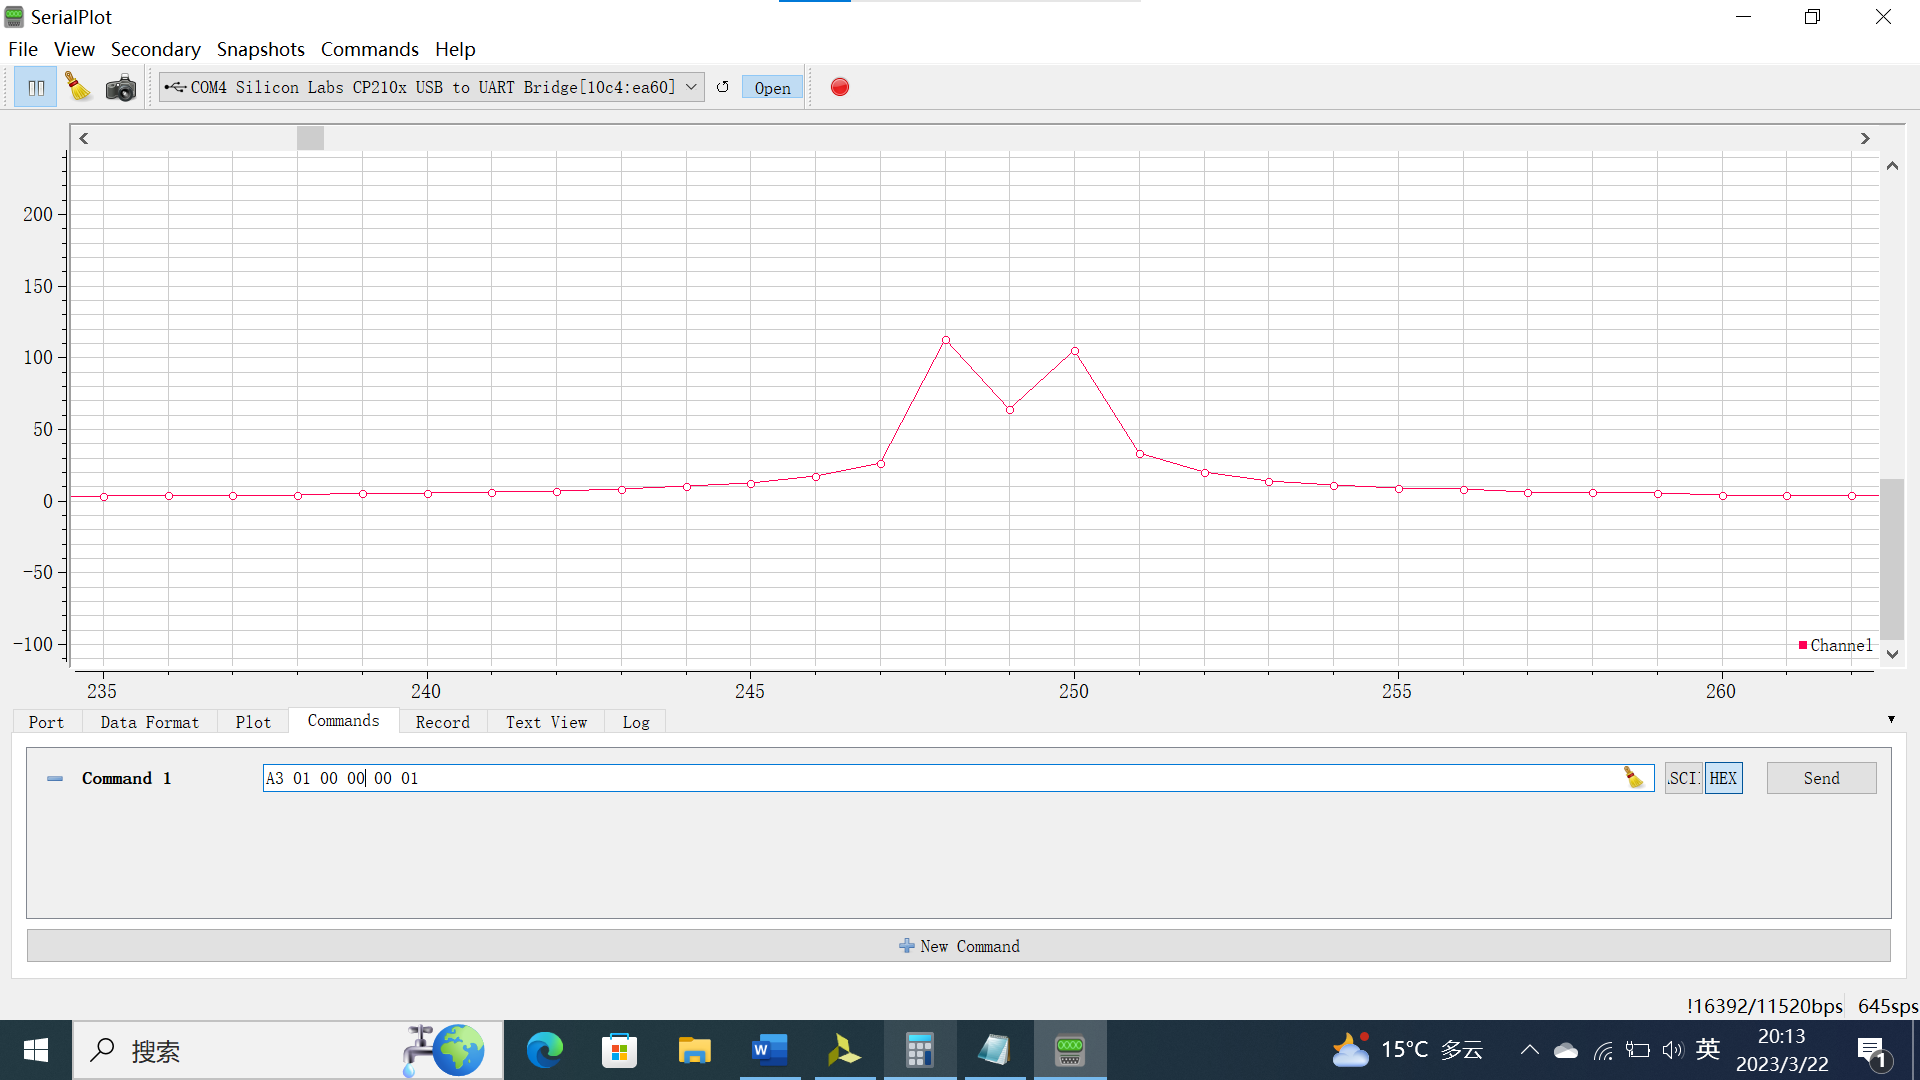 SerialPlot
File View Secondary Snapshots Commands Help
COM4 Silicon Labs CP210x USB to UART Bridge[10c4:ea60] Open
200
150
100
50
0
-50
-100
Channel
235 240 245 250 255 260
Port Data Format Plot Commands Record Text View Log
Command 1 A3 01 00 00 00 01 SCI HEX Send
New Command
!16392/11520bps 645sps
搜索
W
15°C 多云
英
20:13
2023/3/22
1